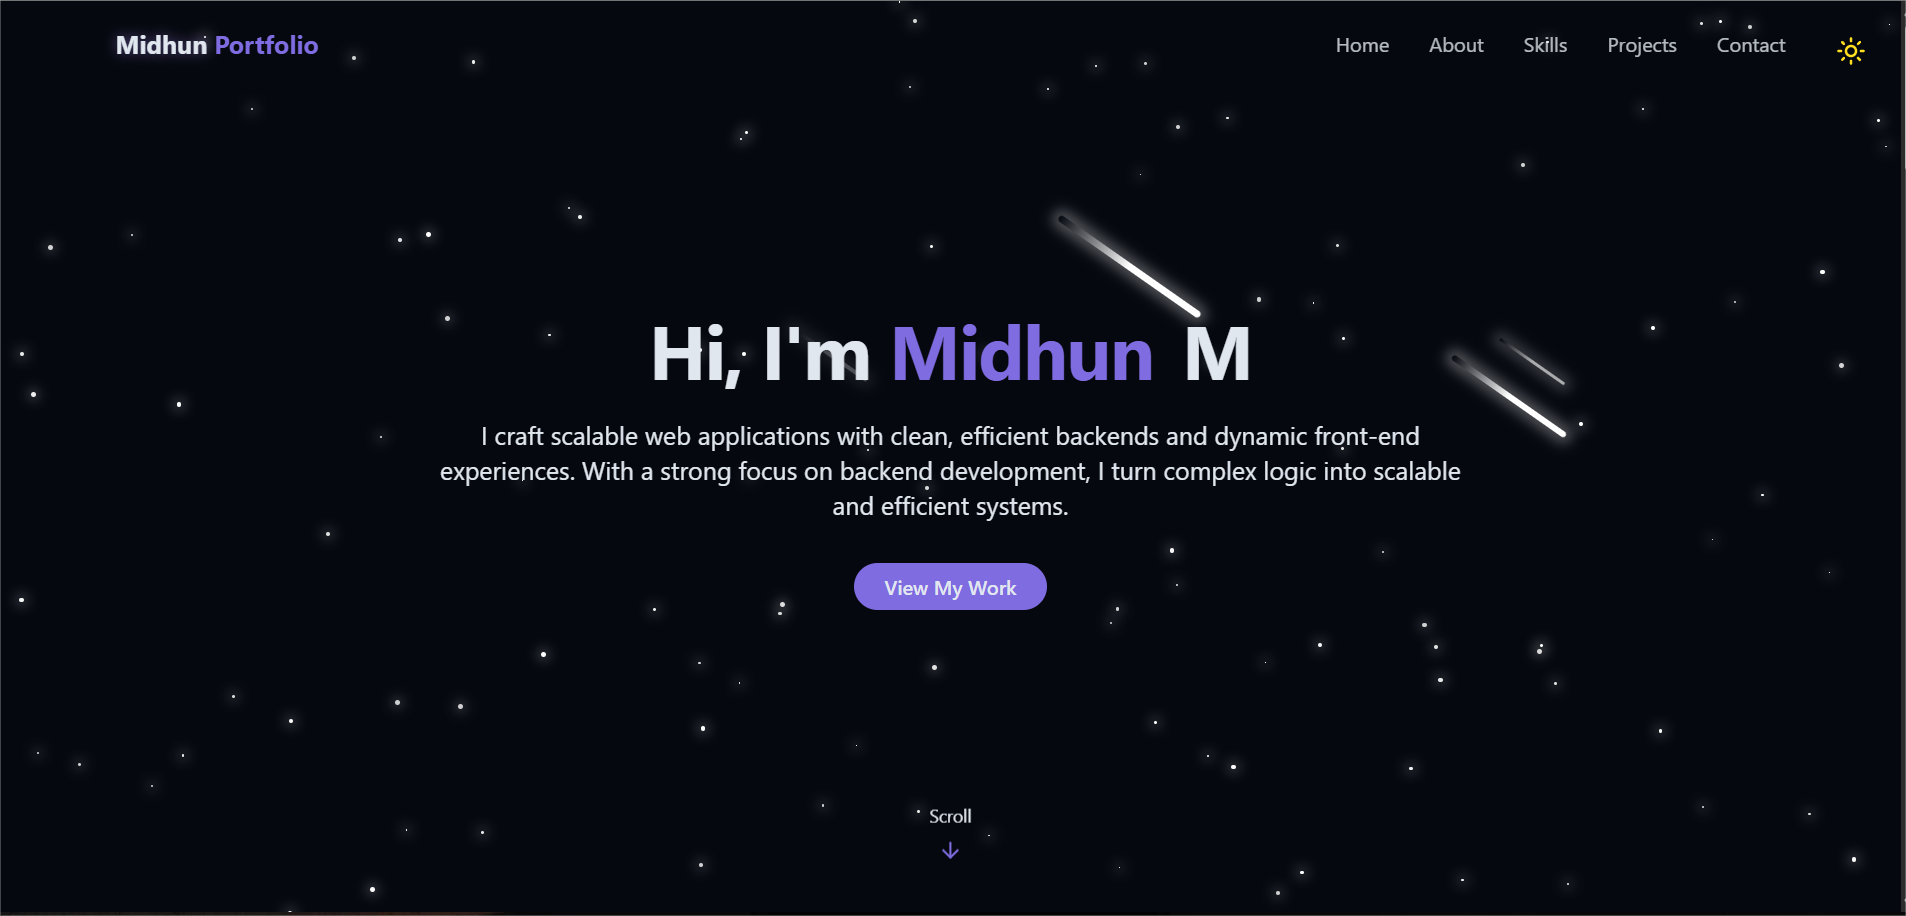 Midhun Portfolio
Home About Skills Projects Contact
Hi, I'm Midhun M
I craft scalable web applications with clean, efficient backends and dynamic front-end
experiences. With a strong focus on backend development, I turn complex logic into scalable
and efficient systems.
View My Work
Scroll